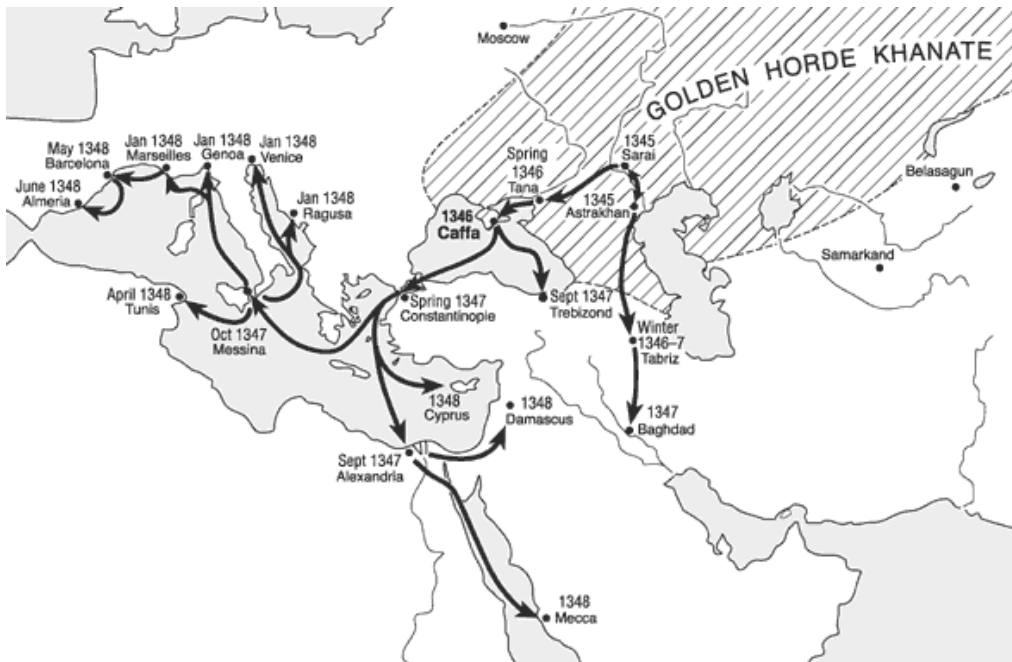 Moscow
GOLDEN HORDE KHANATE
Jan 1348
Marseilles
Jan 1348
Genoa
Jan 1348
Venice
May 1348
Barcelona
June 1348
Almeria
Jan 1348
Ragusa
Spring
1346
Tana
1345
Sarai
1345
Astrakhan
Belasagun
1346
Caffa
Samarkand
April 1348
Tunis
Oct 1347
Messina
Spring 1347
Constantinopie
Sept 1347
Trebizond
Winter
1346–7
Tabriz
1348
Cyprus
1348
Damascus
1347
Baghdad
Sept 1347
Alexandria
1348
Mecca